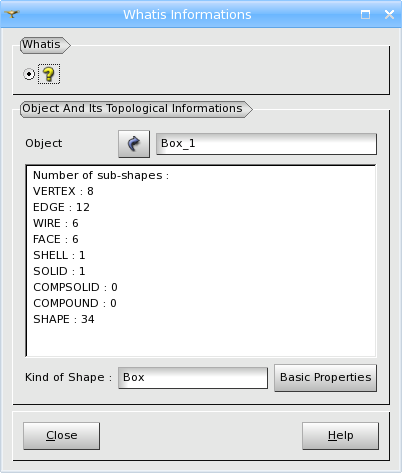 Whatis Informations
Whatis
Object And Its Topological Informations
Object Box_1
Number of sub-shapes :
VERTEX : 8
EDGE : 12
WIRE : 6
FACE : 6
SHELL : 1
SOLID : 1
COMPSOLID : 0
COMPOUND : 0
SHAPE : 34
Kind of Shape : Box Basic Properties
Close Help